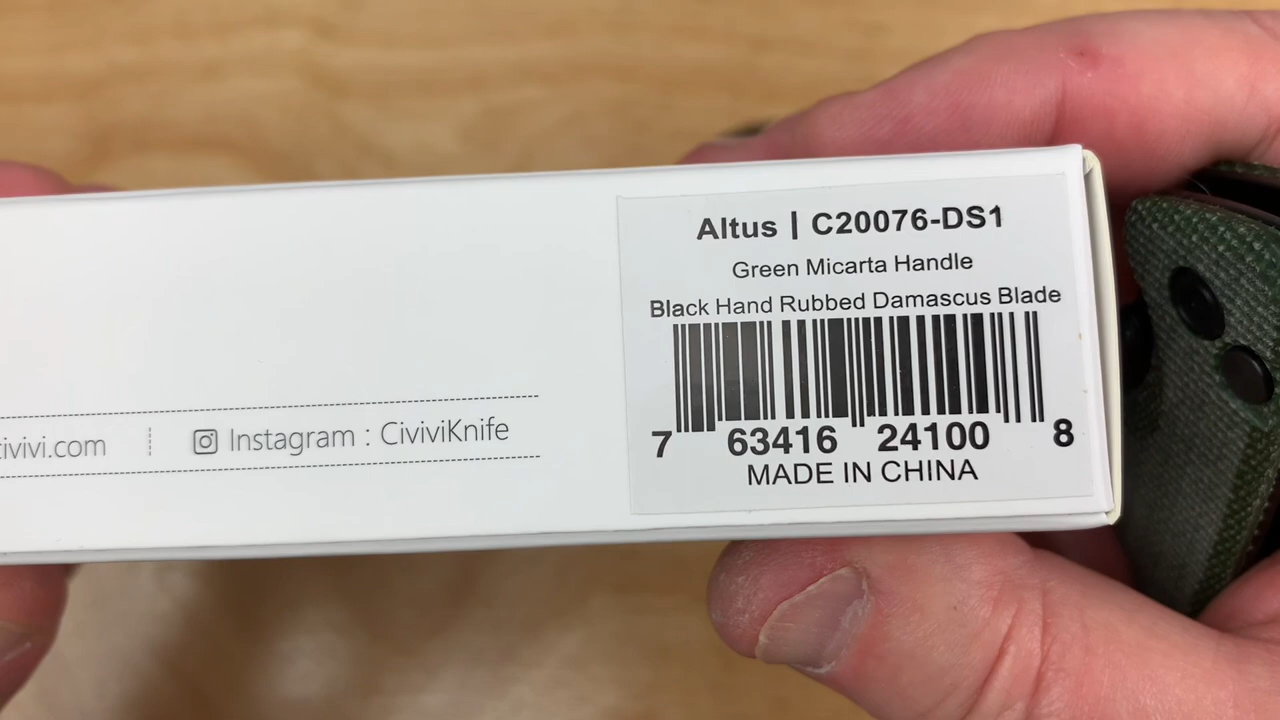 Altus | C20076-DS1
Green Micarta Handle
Black Hand Rubbed Damascus Blade
7 63416 24100 8
MADE IN CHINA
civivi.com
Instagram : CiviviKnife